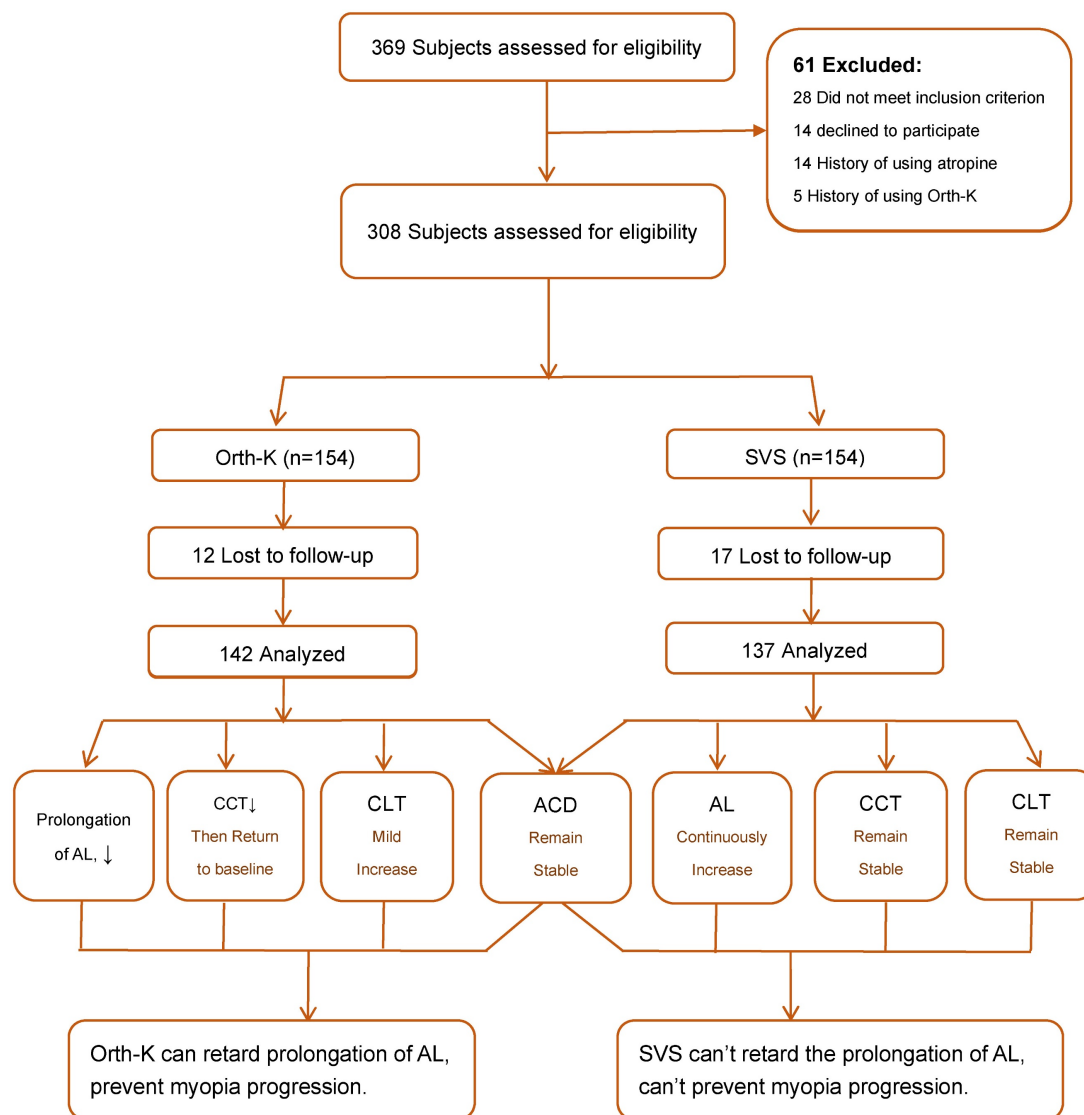 369 Subjects assessed for eligibility
61 Excluded:
28 Did not meet inclusion criterion
14 declined to participate
14 History of using atropine
5 History of using Orth-K
308 Subjects assessed for eligibility
Orth-K (n=154)
SVS (n=154)
12 Lost to follow-up
17 Lost to follow-up
142 Analyzed
137 Analyzed
Prolongation
of AL, ↓
CCT↓
Then Return
to baseline
CLT
Mild
Increase
ACD
Remain
Stable
AL
Continuously
Increase
CCT
Remain
Stable
CLT
Remain
Stable
Orth-K can retard prolongation of AL,
prevent myopia progression.
SVS can’t retard the prolongation of AL,
can’t prevent myopia progression.